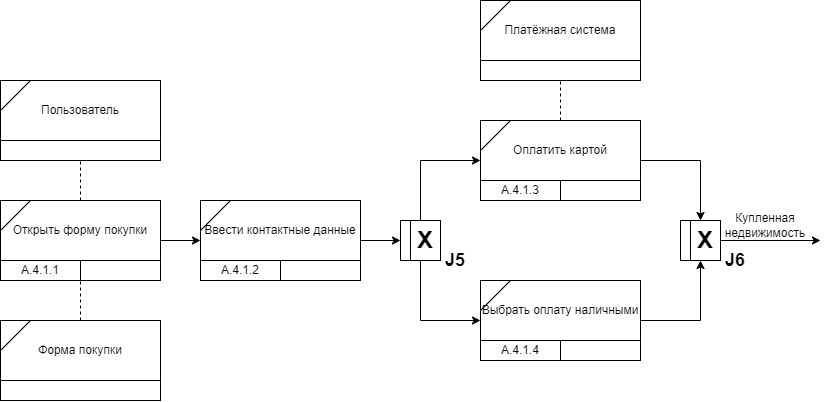 Платёжная система
Пользователь
Оплатить картой
A.4.1.3
Открыть форму покупки
A.4.1.1
Ввести контактные данные
A.4.1.2
X
J5
X
J6
Купленная
недвижимость
Выбрать оплату наличными
A.4.1.4
Форма покупки